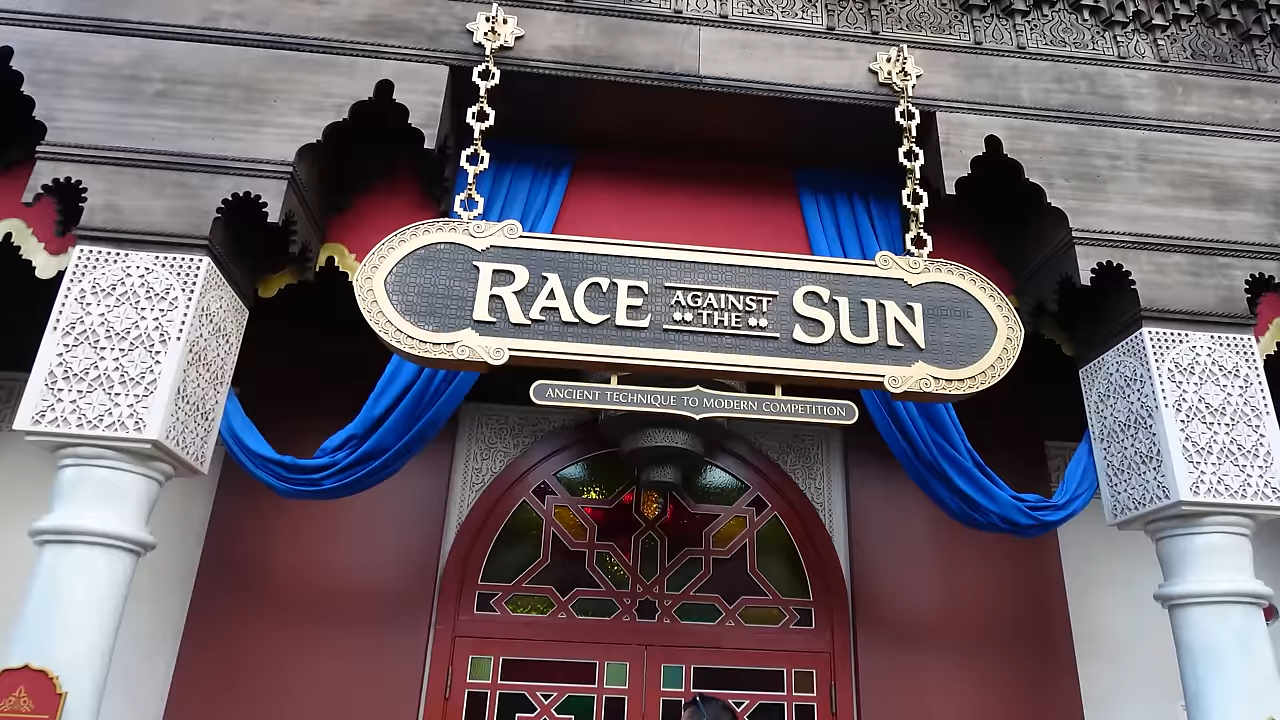 RACE AGAINST THE SUN
ANCIENT TECHNIQUE TO MODERN COMPETITION